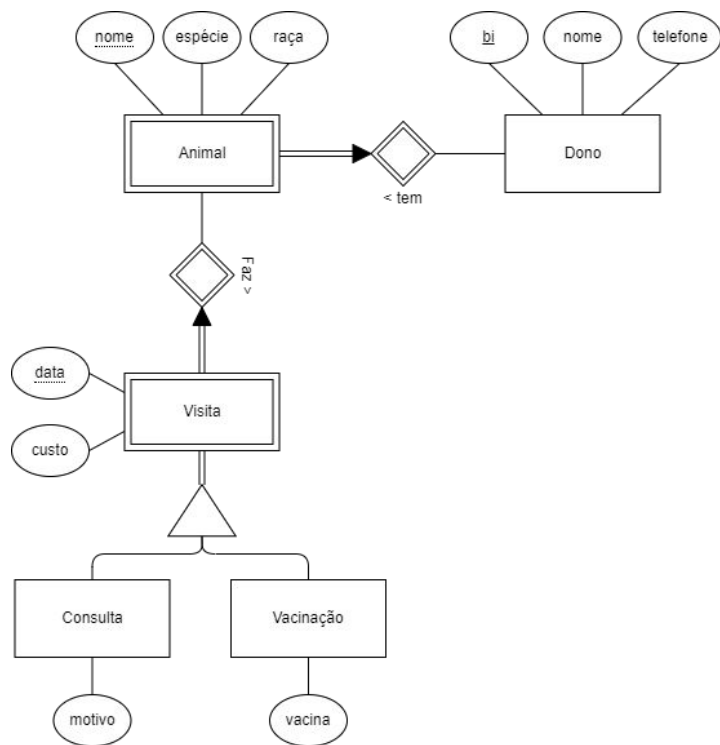 nome
espécie
raça
bi
nome
telefone
Animal
Dono
< tem
Faz >
data
Visita
custo
Consulta
Vacinação
motivo
vacina